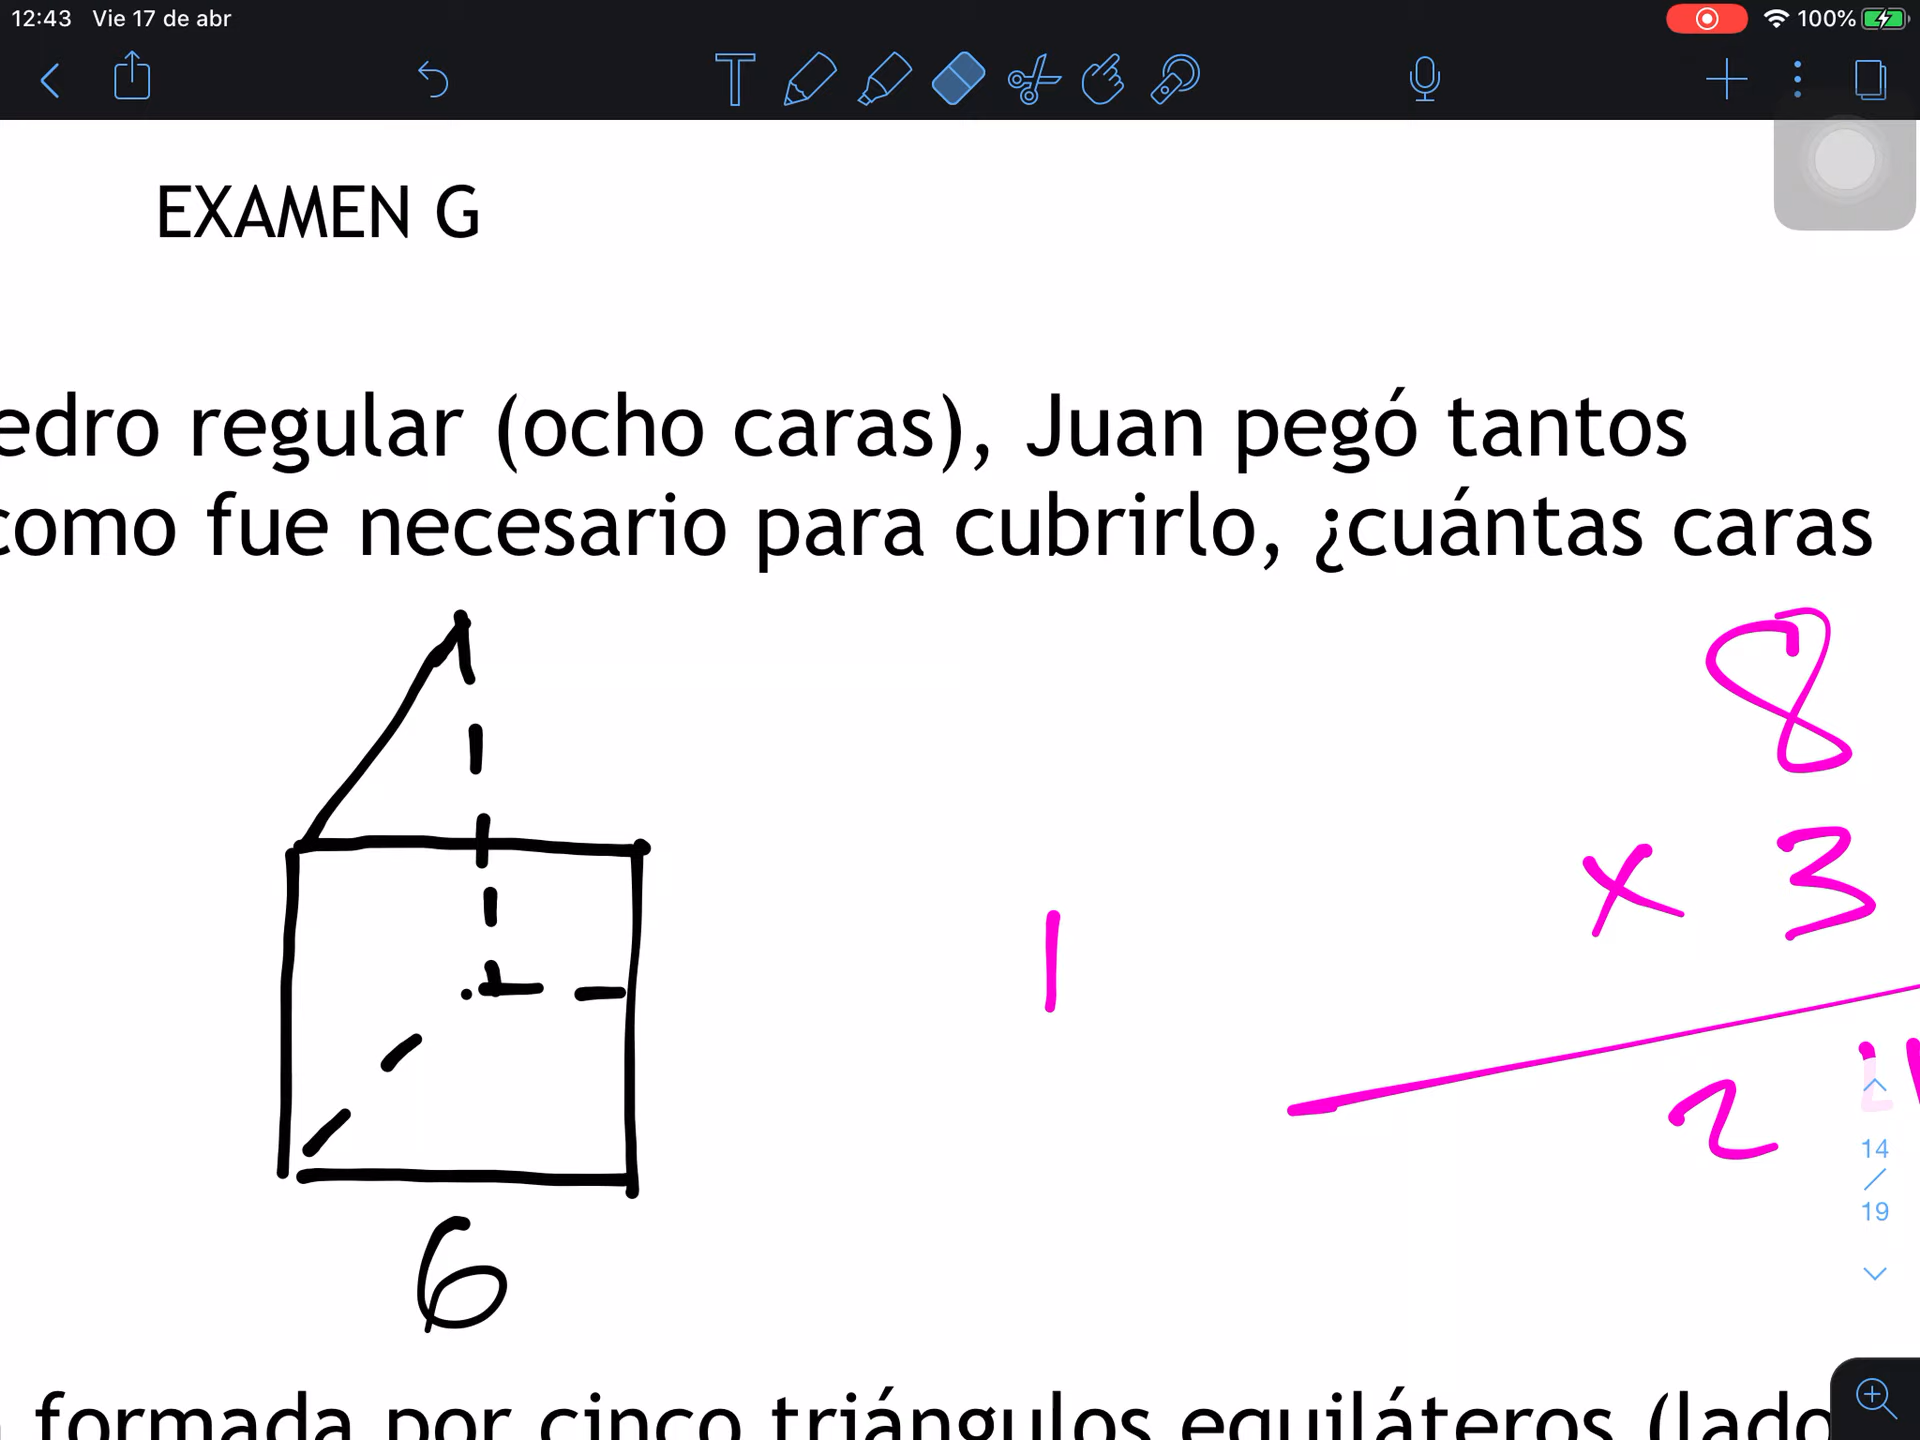 12:43 Vie 17 de abr 100%
EXAMEN G
edro regular (ocho caras), Juan pegó tantos
como fue necesario para cubrirlo, ¿cuántas caras
8
x 3
1
2
14
/
19
6
formada por cinco triángulos equiláteros (lado